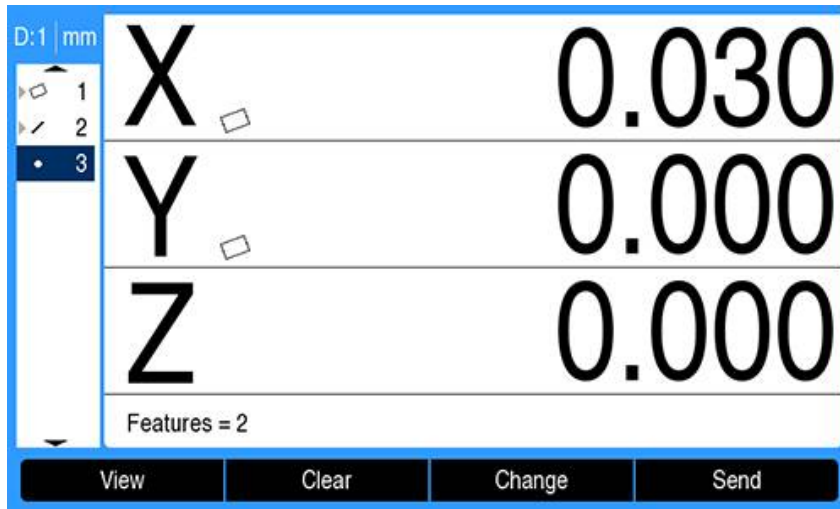 D:1 mm
1
2
3
X 0.030
Y 0.000
Z 0.000
Features = 2
View Clear Change Send